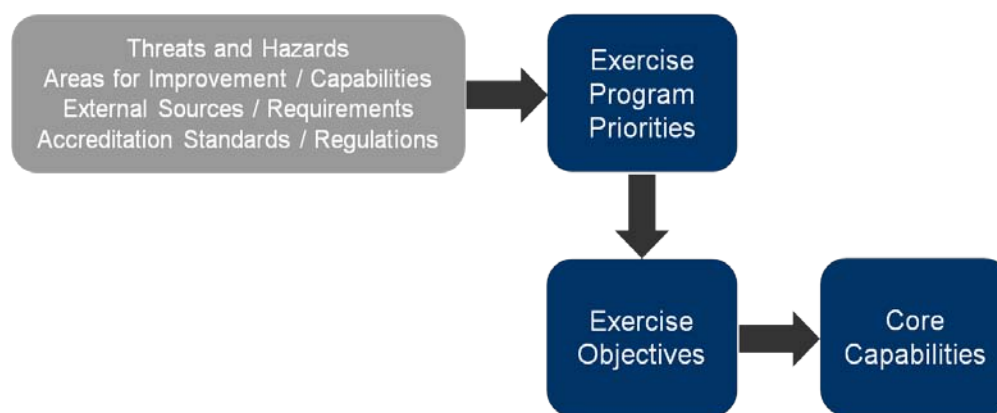 Threats and Hazards
Areas for Improvement / Capabilities
External Sources / Requirements
Accreditation Standards / Regulations
Exercise
Program
Priorities
Exercise
Objectives
Core
Capabilities